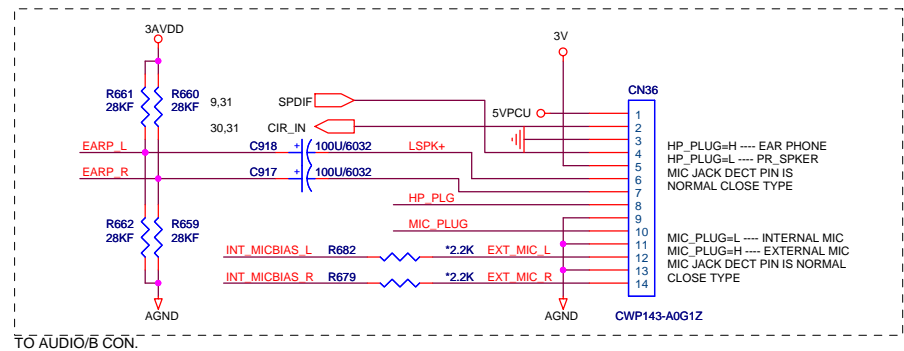 3AVDD
3V
R661
28KF
R660
28KF
9,31
SPDIF
30,31
CIR_IN
5VPCU
CN36
1
2
3
4
5
6
7
8
9
10
11
12
13
14
EARP_L
C918
+
100U/6032
LSPK+
EARP_R
C917
+
100U/6032
HP_PLG
MIC_PLUG
R662
28KF
R659
28KF
INT_MICBIAS_L
R682
*2.2K
EXT_MIC_L
INT_MICBIAS_R
R679
*2.2K
EXT_MIC_R
HP_PLUG=H ---- EAR PHONE
HP_PLUG=L ---- PR_SPKER
MIC JACK DECT PIN IS
NORMAL CLOSE TYPE
MIC_PLUG=L ---- INTERNAL MIC
MIC_PLUG=H ---- EXTERNAL MIC
MIC JACK DECT PIN IS NORMAL
CLOSE TYPE
AGND
AGND
CWP143-A0G1Z
TO AUDIO/B CON.